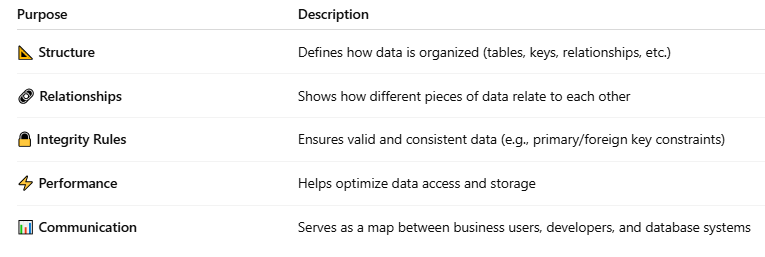 Purpose Description
📐 Structure Defines how data is organized (tables, keys, relationships, etc.)
🔗 Relationships Shows how different pieces of data relate to each other
🔒 Integrity Rules Ensures valid and consistent data (e.g., primary/foreign key constraints)
⚡ Performance Helps optimize data access and storage
📊 Communication Serves as a map between business users, developers, and database systems